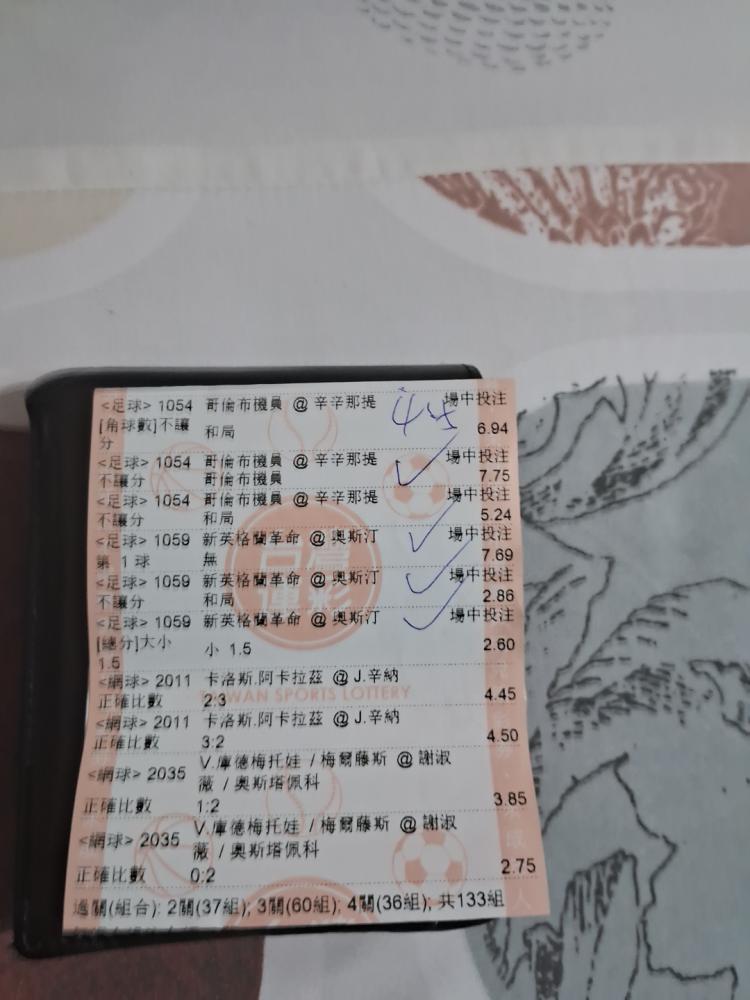 <足球> 1054 哥倫布機員 @ 辛辛那提 場中投注
[角球數]不讓分 和局 6.94
<足球> 1054 哥倫布機員 @ 辛辛那提 場中投注
不讓分 哥倫布機員 7.75
<足球> 1054 哥倫布機員 @ 辛辛那提 場中投注
不讓分 和局 5.24
<足球> 1059 新英格蘭革命 @ 奧斯汀 場中投注
第 1 球 無 7.69
<足球> 1059 新英格蘭革命 @ 奧斯汀 場中投注
不讓分 和局 2.86
<足球> 1059 新英格蘭革命 @ 奧斯汀 場中投注
[總分]大小 1.5 小 1.5 2.60
<網球> 2011 卡洛斯.阿卡拉茲 @ J.辛納
正確比數 2:3 4.45
<網球> 2011 卡洛斯.阿卡拉茲 @ J.辛納
正確比數 3:2 4.50
<網球> 2035 V.庫德梅托娃 / 梅爾藤斯 @ 謝淑薇 / 奧斯塔佩科
正確比數 1:2 3.85
<網球> 2035 V.庫德梅托娃 / 梅爾藤斯 @ 謝淑薇 / 奧斯塔佩科
正確比數 0:2 2.75
過關(組合): 2關(37組); 3關(60組); 4關(36組); 共133組
TAIWAN SPORTS LOTTERY